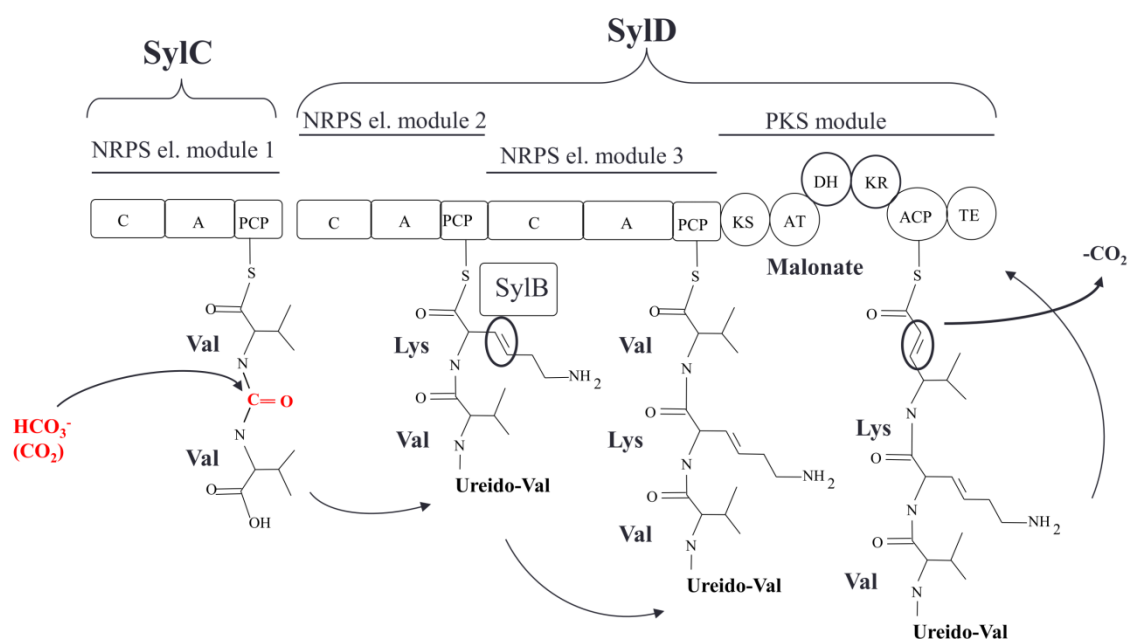 SylC
SylD
NRPS el. module 1
NRPS el. module 2
NRPS el. module 3
PKS module
C
A
PCP
C
A
PCP
C
A
PCP
KS
AT
DH
KR
ACP
TE
Malonate
-CO₂
S
O
Val
N
C=O
HCO₃⁻
(CO₂)
N
Val
O
OH
S
SylB
O
Lys
N
NH₂
O
Val
N
Ureido-Val
S
O
Val
N
O
Lys
N
NH₂
O
Val
N
Ureido-Val
S
O
N
Lys
O
N
NH₂
O
Val
N
Ureido-Val